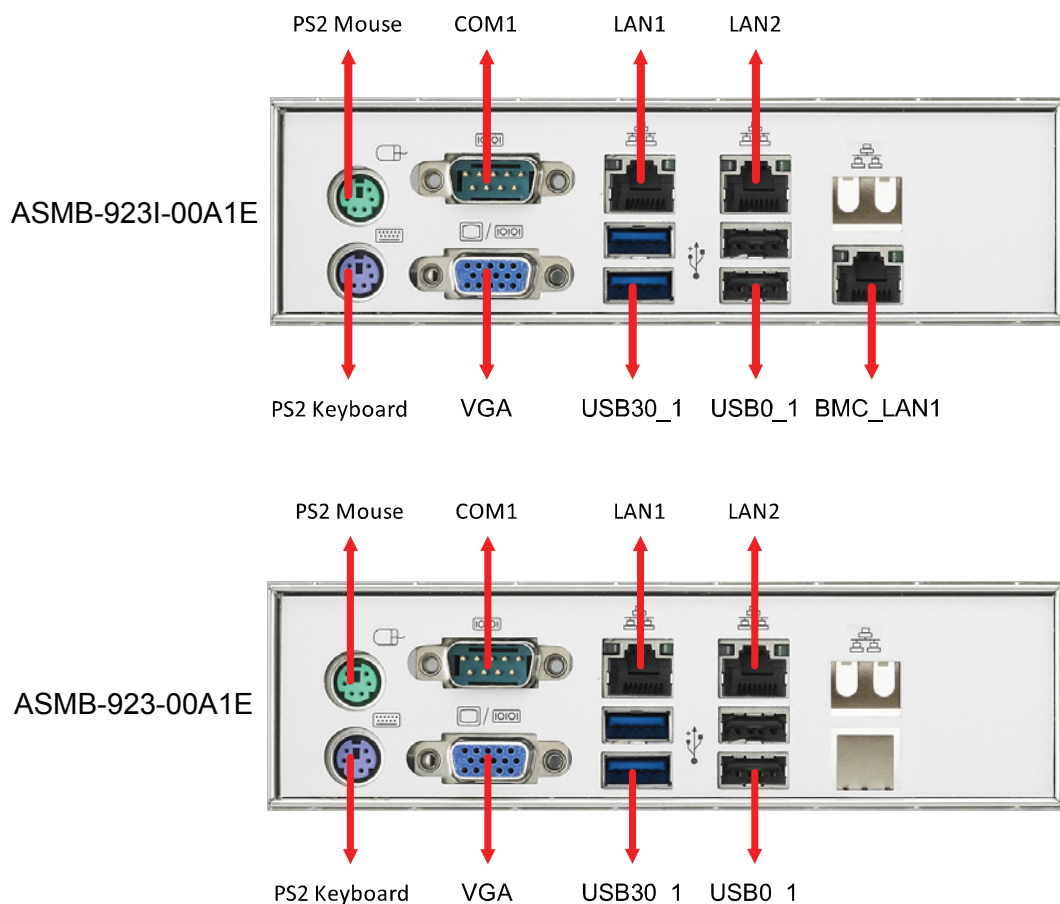 PS2 Mouse COM1 LAN1 LAN2
ASMB-923I-00A1E
PS2 Keyboard VGA USB30_1 USB0_1 BMC_LAN1
PS2 Mouse COM1 LAN1 LAN2
ASMB-923-00A1E
PS2 Keyboard VGA USB30_1 USB0_1